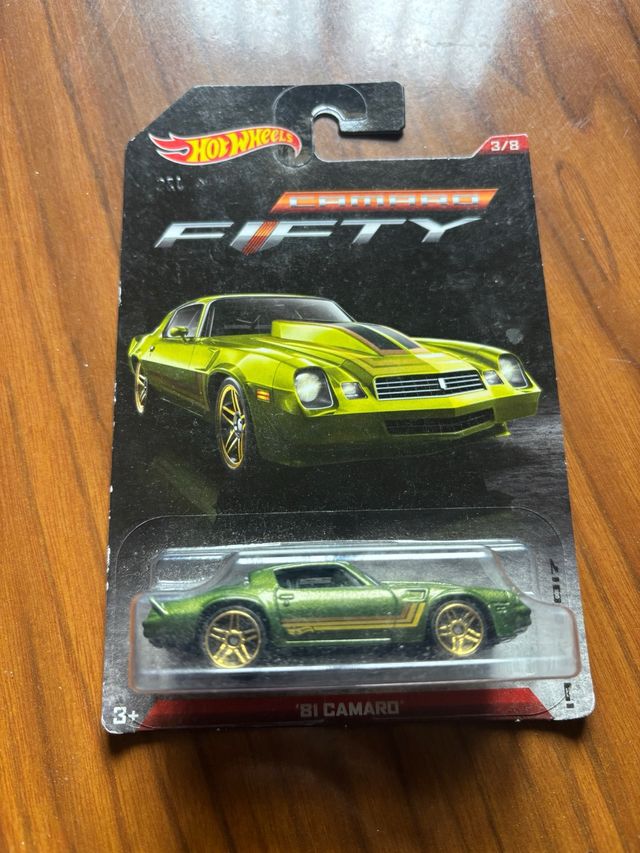 HOT WHEELS
3/8
CAMARO
FIFTY
3+
'81 CAMARO